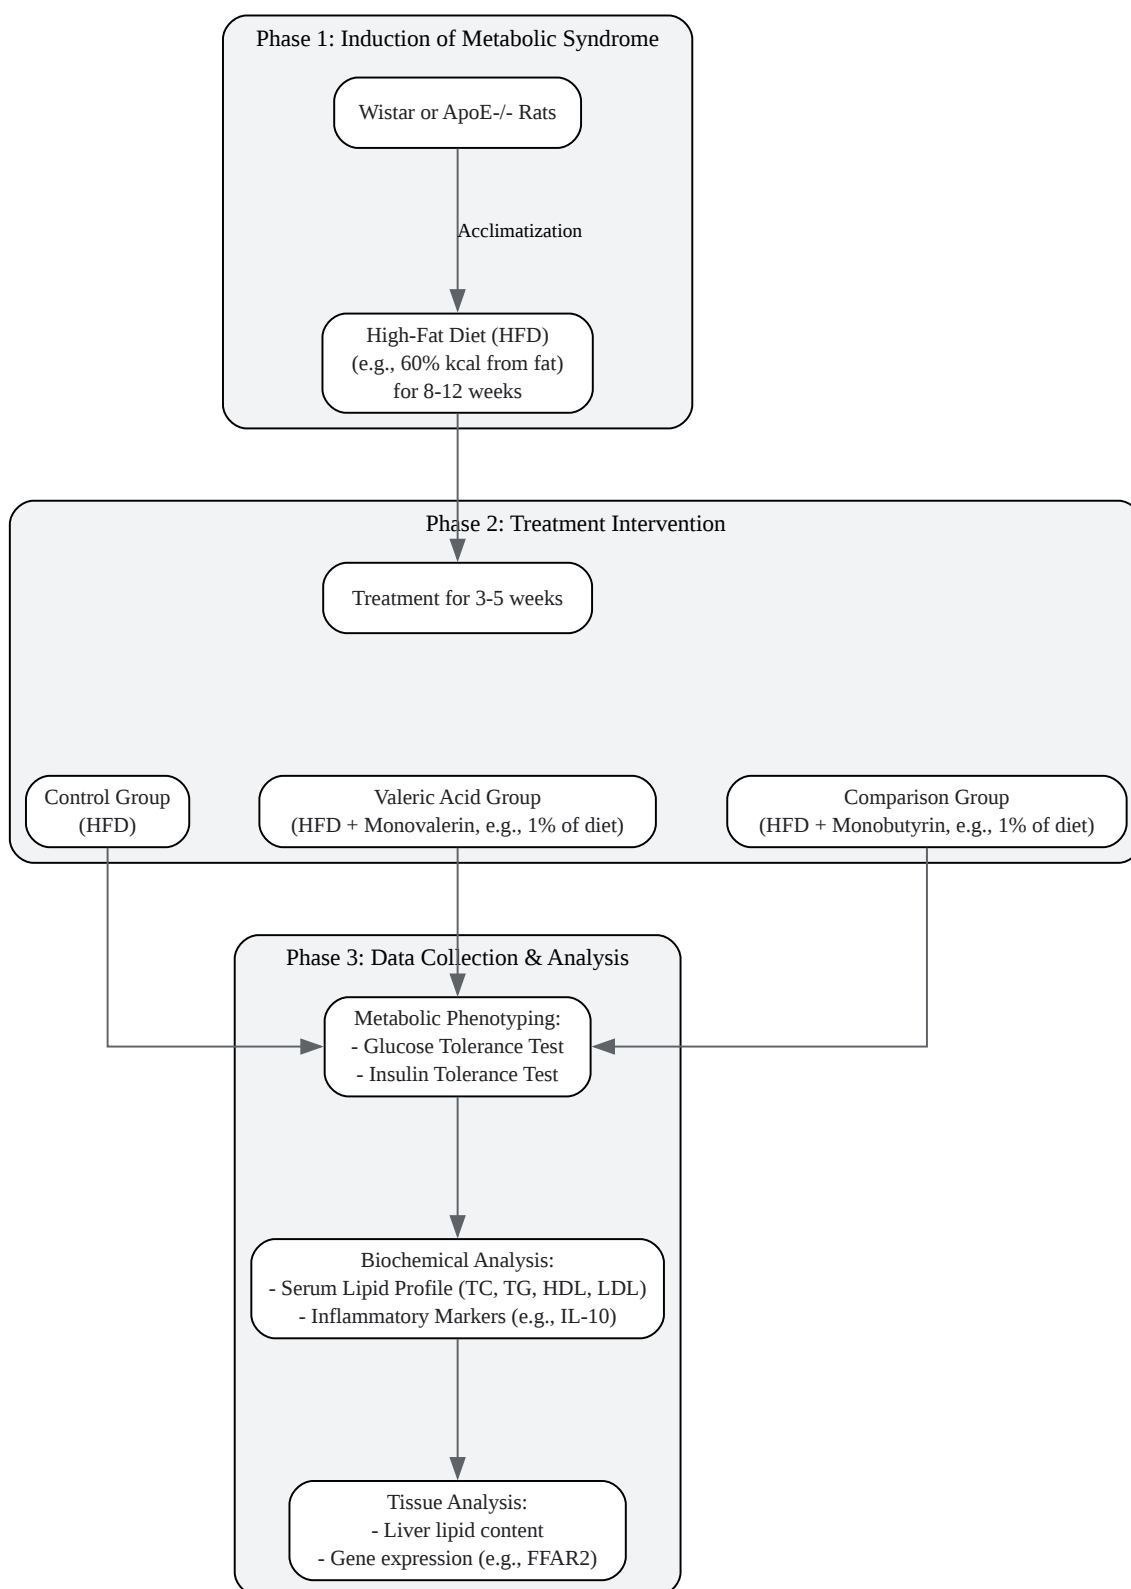 Phase 1: Induction of Metabolic Syndrome
Wistar or ApoE-/- Rats
Acclimatization
High-Fat Diet (HFD)
(e.g., 60% kcal from fat)
for 8-12 weeks
Phase 2: Treatment Intervention
Treatment for 3-5 weeks
Control Group
(HFD)
Valeric Acid Group
(HFD + Monovalerin, e.g., 1% of diet)
Comparison Group
(HFD + Monobutyrin, e.g., 1% of diet)
Phase 3: Data Collection & Analysis
Metabolic Phenotyping:
- Glucose Tolerance Test
- Insulin Tolerance Test
Biochemical Analysis:
- Serum Lipid Profile (TC, TG, HDL, LDL)
- Inflammatory Markers (e.g., IL-10)
Tissue Analysis:
- Liver lipid content
- Gene expression (e.g., FFAR2)